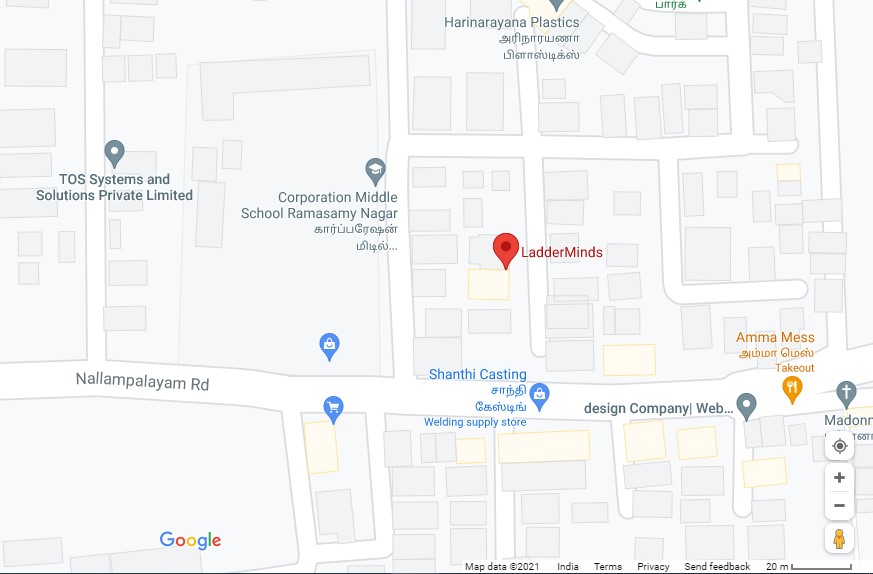 பார்க்
Harinarayana Plastics
அரிநாராயணா
பிளாஸ்டிக்ஸ்
TOS Systems and
Solutions Private Limited
Corporation Middle
School Ramasamy Nagar
கார்ப்பரேஷன்
மிடில்...
LadderMinds
Nallampalayam Rd
Shanthi Casting
சாந்தி
கேஸ்டிங்
Welding supply store
Amma Mess
அம்மா மெஸ்
Takeout
design Company| Web...
Madonn
Google
Map data ©2021 India Terms Privacy Send feedback 20 m